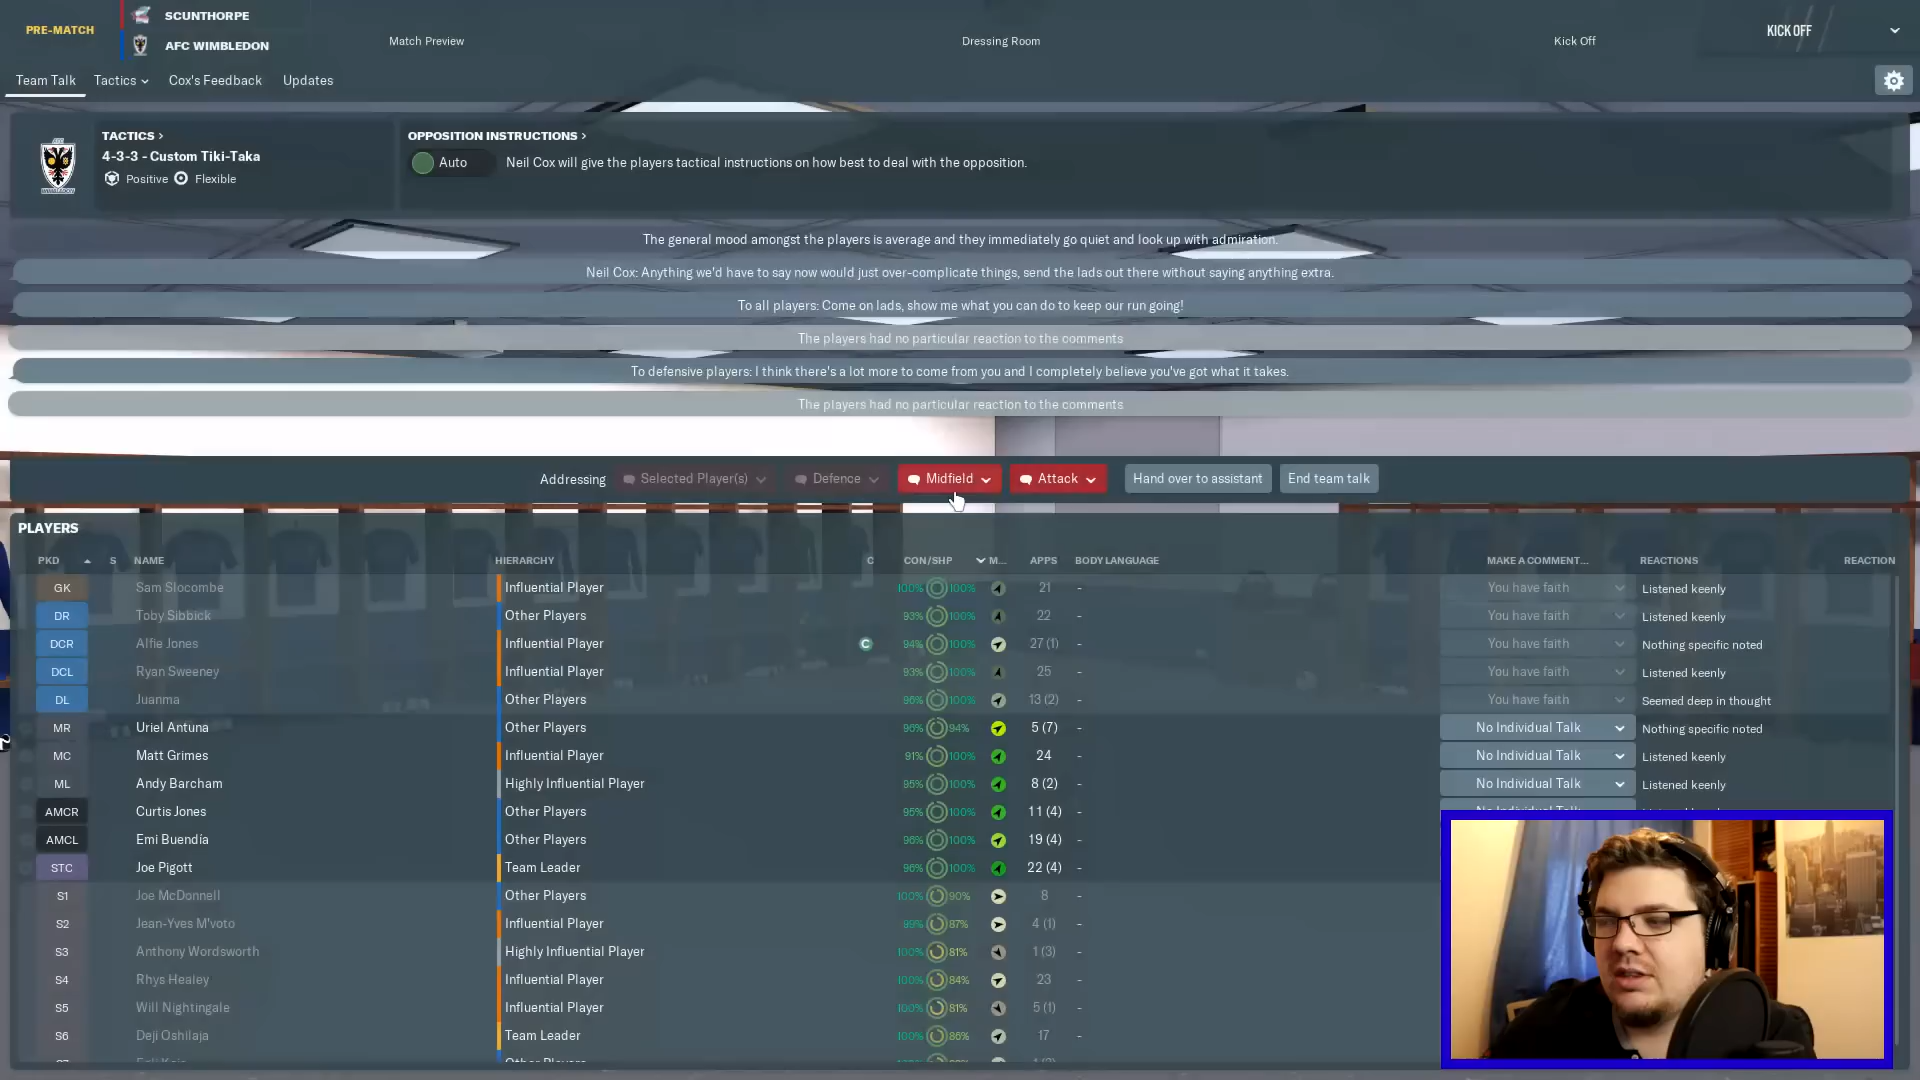 PRE-MATCH
SCUNTHORPE
AFC WIMBLEDON
Match Preview
Dressing Room
Kick Off
KICK OFF
Team Talk
Tactics
Cox's Feedback
Updates
TACTICS >
4-3-3 - Custom Tiki-Taka
Positive
Flexible
OPPOSITION INSTRUCTIONS >
Auto
Neil Cox will give the players tactical instructions on how best to deal with the opposition.
The general mood amongst the players is average and they immediately go quiet and look up with admiration.
Neil Cox: Anything we'd have to say now would just over-complicate things, send the lads out there without saying anything extra.
To all players: Come on lads, show me what you can do to keep our run going!
The players had no particular reaction to the comments
To defensive players: I think there's a lot more to come from you and I completely believe you've got what it takes.
The players had no particular reaction to the comments
Addressing
Selected Player(s)
Defence
Midfield
Attack
Hand over to assistant
End team talk
PLAYERS
PKD S NAME HIERARCHY C CON/SHP M... APPS BODY LANGUAGE MAKE A COMMENT... REACTIONS REACTION
GK Sam Slocombe Influential Player 100% 100% 21 - You have faith Listened keenly
DR Toby Sibbick Other Players 93% 100% 22 - You have faith Listened keenly
DCR Alfie Jones Influential Player C 94% 100% 27 (1) - You have faith Nothing specific noted
DCL Ryan Sweeney Influential Player 93% 100% 25 - You have faith Listened keenly
DL Juanma Other Players 96% 100% 13 (2) - You have faith Seemed deep in thought
MR Uriel Antuna Other Players 96% 94% 5 (7) - No Individual Talk Nothing specific noted
MC Matt Grimes Influential Player 91% 100% 24 - No Individual Talk Listened keenly
ML Andy Barcham Highly Influential Player 95% 100% 8 (2) - No Individual Talk Listened keenly
AMCR Curtis Jones Other Players 95% 100% 11 (4) -
AMCL Emi Buendía Other Players 96% 100% 19 (4) -
STC Joe Pigott Team Leader 96% 100% 22 (4) -
S1 Joe McDonnell Other Players 100% 90% 8 -
S2 Jean-Yves M'voto Influential Player 99% 87% 4 (1) -
S3 Anthony Wordsworth Highly Influential Player 100% 81% 1 (3) -
S4 Rhys Healey Influential Player 100% 84% 23 -
S5 Will Nightingale Influential Player 100% 81% 5 (1) -
S6 Deji Oshilaja Team Leader 100% 86% 17 -
Other Players